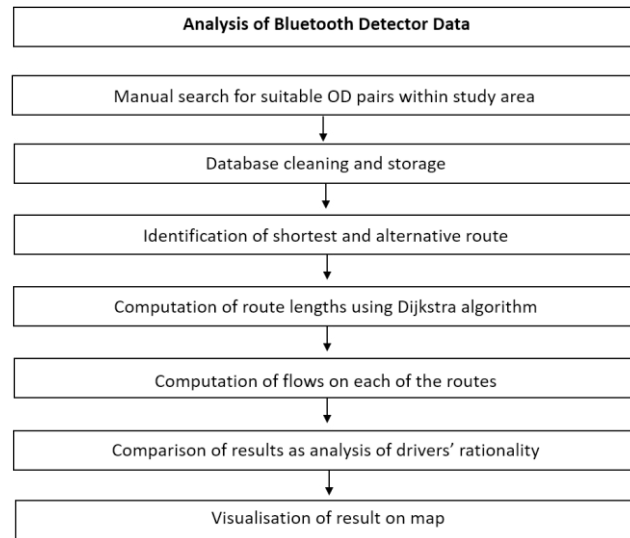 Analysis of Bluetooth Detector Data
Manual search for suitable OD pairs within study area
Database cleaning and storage
Identification of shortest and alternative route
Computation of route lengths using Dijkstra algorithm
Computation of flows on each of the routes
Comparison of results as analysis of drivers’ rationality
Visualisation of result on map